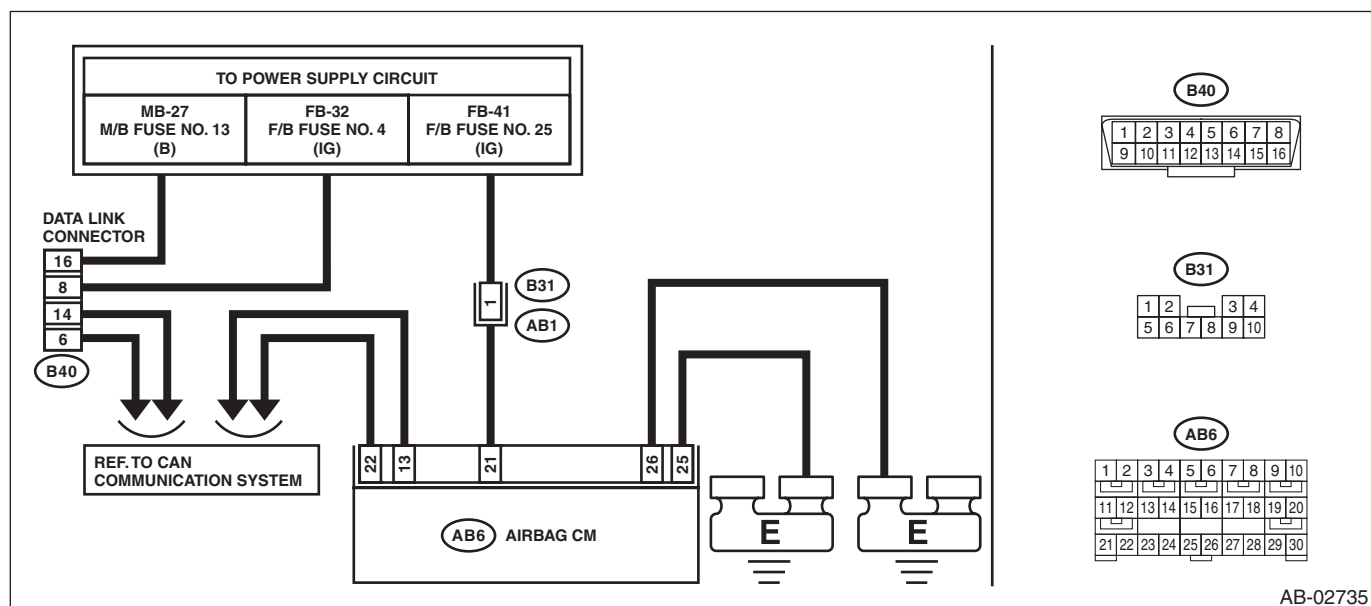 TO POWER SUPPLY CIRCUIT
MB-27
M/B FUSE NO. 13
(B)
FB-32
F/B FUSE NO. 4
(IG)
FB-41
F/B FUSE NO. 25
(IG)
DATA LINK
CONNECTOR
16
8
14
6
B40
1
B31
AB1
REF. TO CAN
COMMUNICATION SYSTEM
22
13
21
26
25
AB6 AIRBAG CM
E
E
B40
1 2 3 4 5 6 7 8
9 10 11 12 13 14 15 16
B31
1 2 3 4
5 6 7 8 9 10
AB6
1 2 3 4 5 6 7 8 9 10
11 12 13 14 15 16 17 18 19 20
21 22 23 24 25 26 27 28 29 30
AB-02735